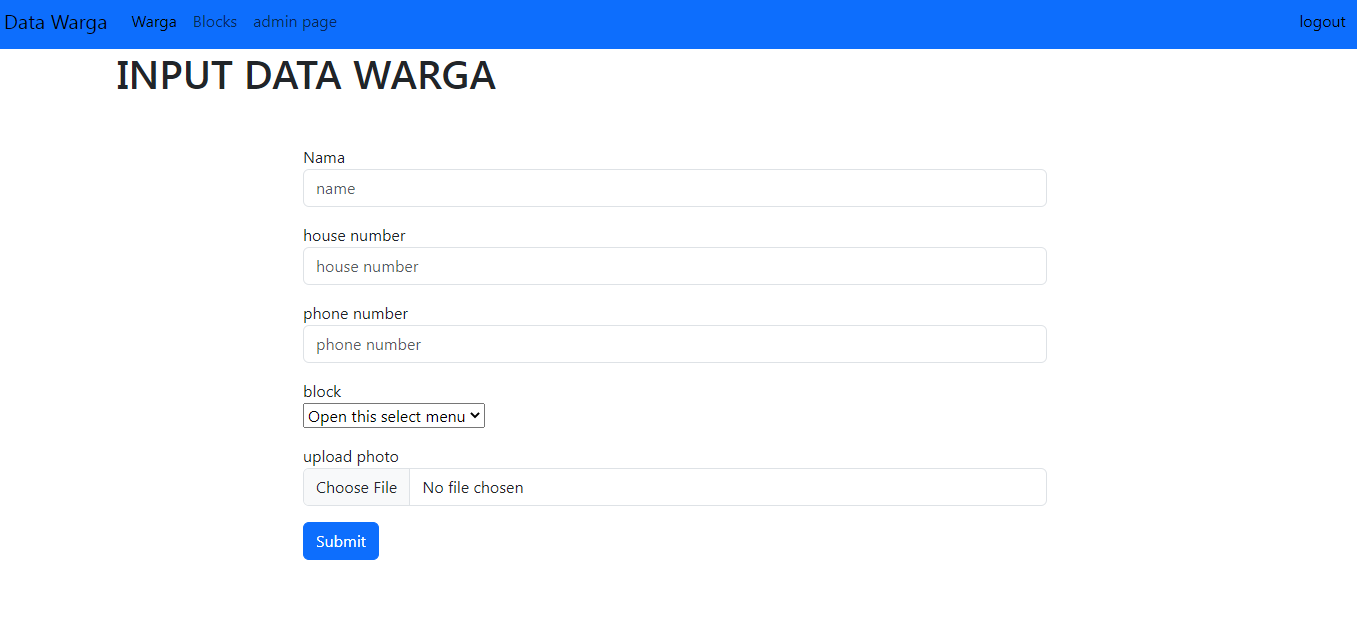 Data Warga Warga Blocks admin page logout
INPUT DATA WARGA
Nama
name
house number
house number
phone number
phone number
block
Open this select menu
upload photo
Choose File No file chosen
Submit